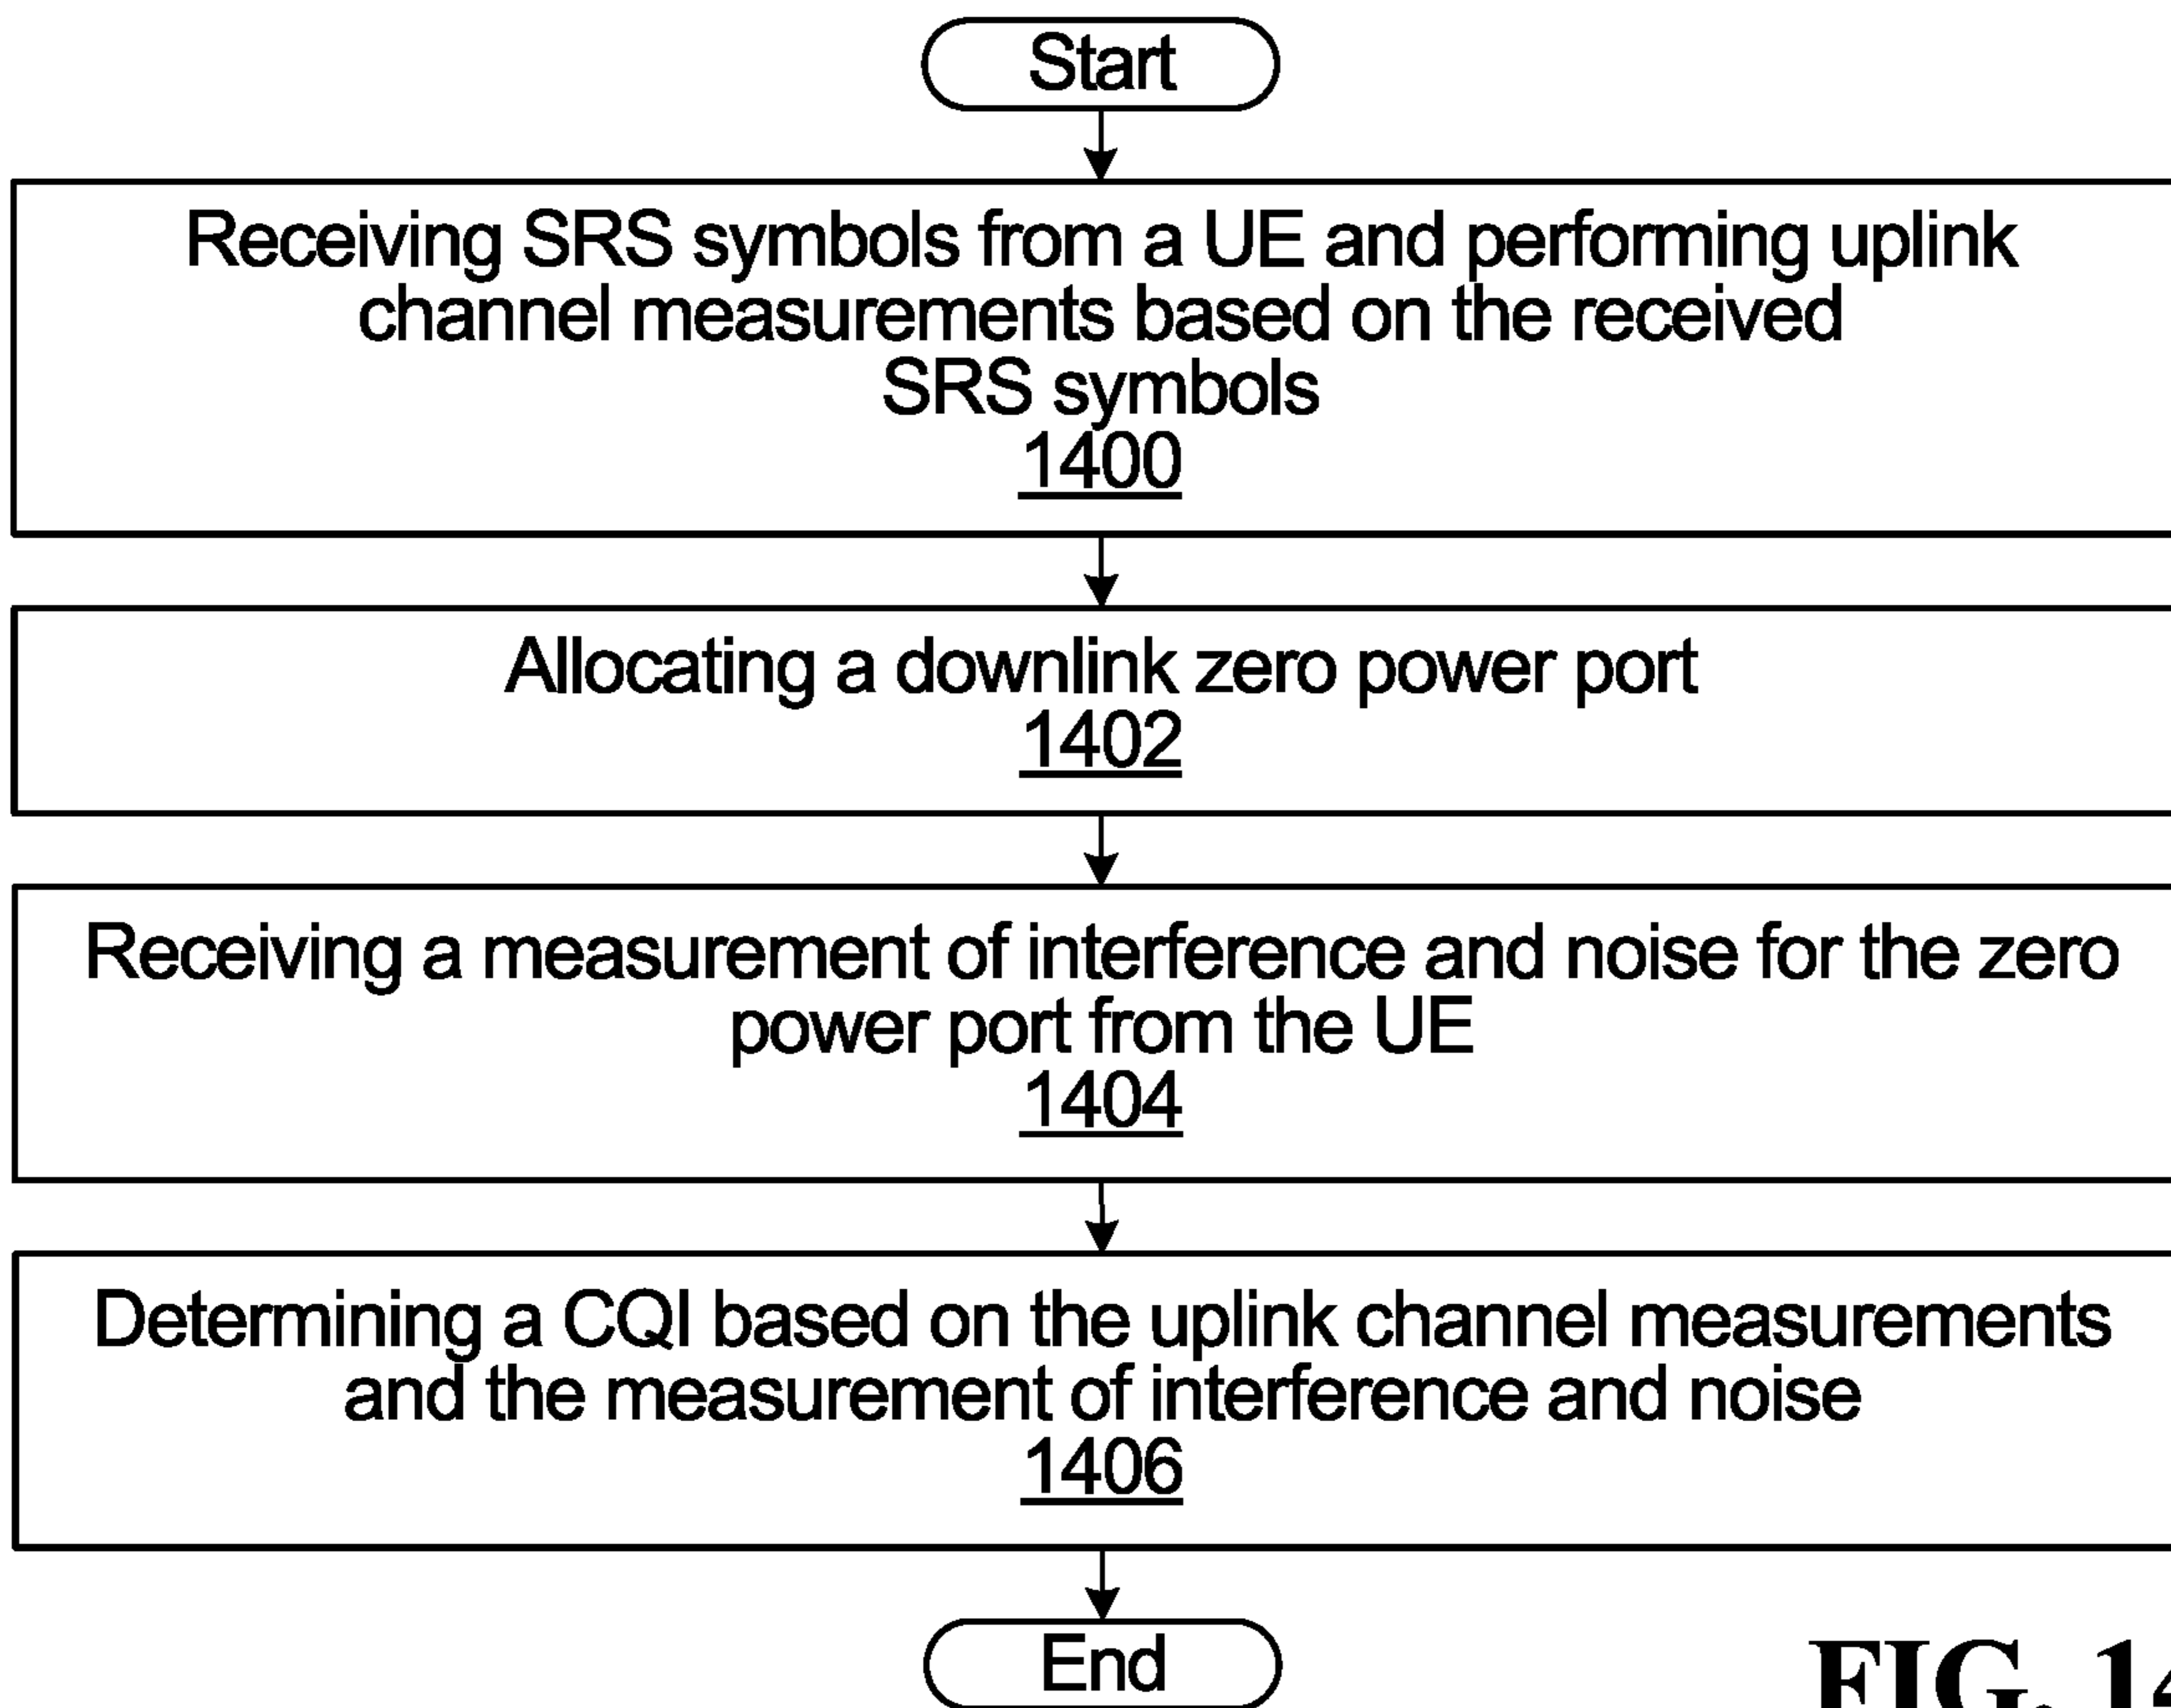 Start
Receiving SRS symbols from a UE and performing uplink
channel measurements based on the received
SRS symbols
1400
Allocating a downlink zero power port
1402
Receiving a measurement of interference and noise for the zero
power port from the UE
1404
Determining a CQI based on the uplink channel measurements
and the measurement of interference and noise
1406
End
FIG. 14